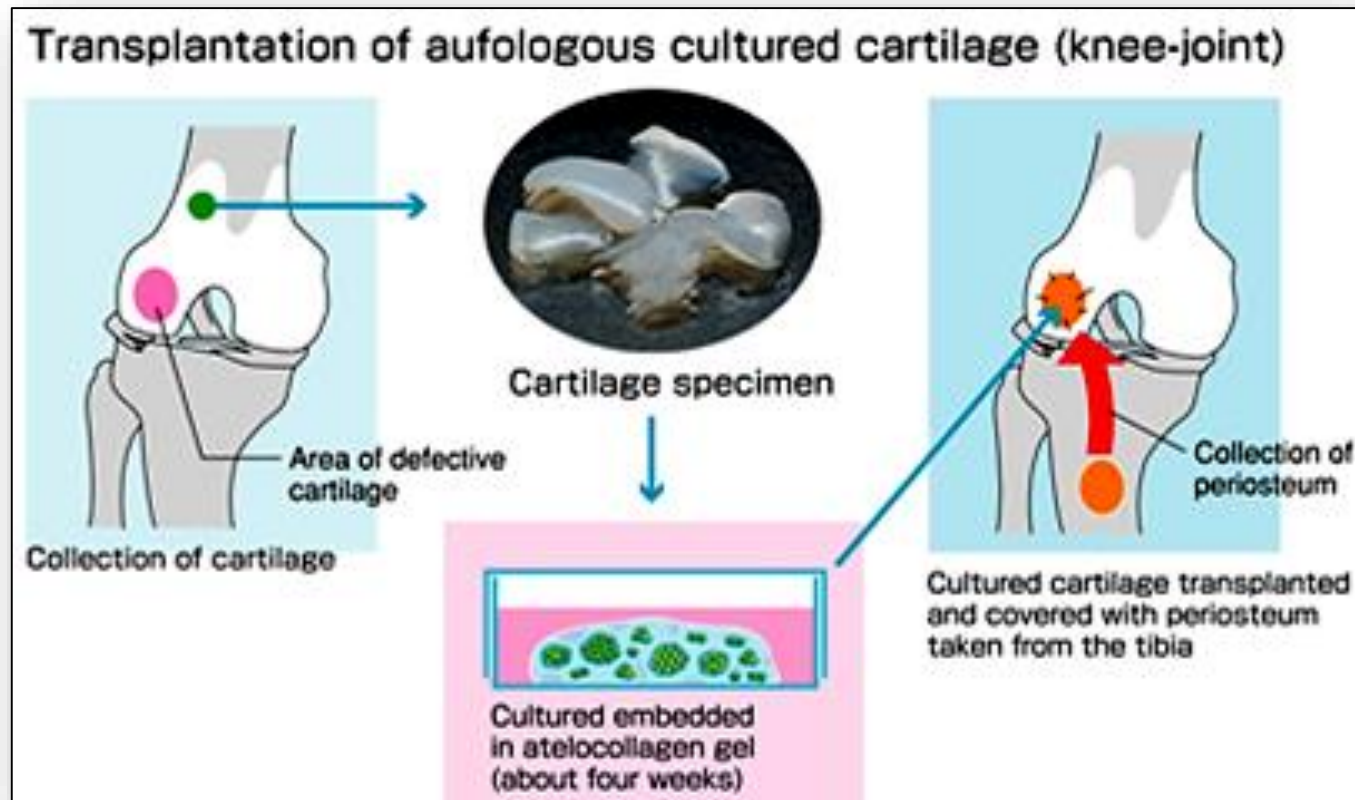 Transplantation of aufologous cultured cartilage (knee-joint)
Cartilage specimen
Area of defective
cartilage
Collection of cartilage
Cultured embedded
in atelocollagen gel
(about four weeks)
Collection of
periosteum
Cultured cartilage transplanted
and covered with periosteum
taken from the tibia